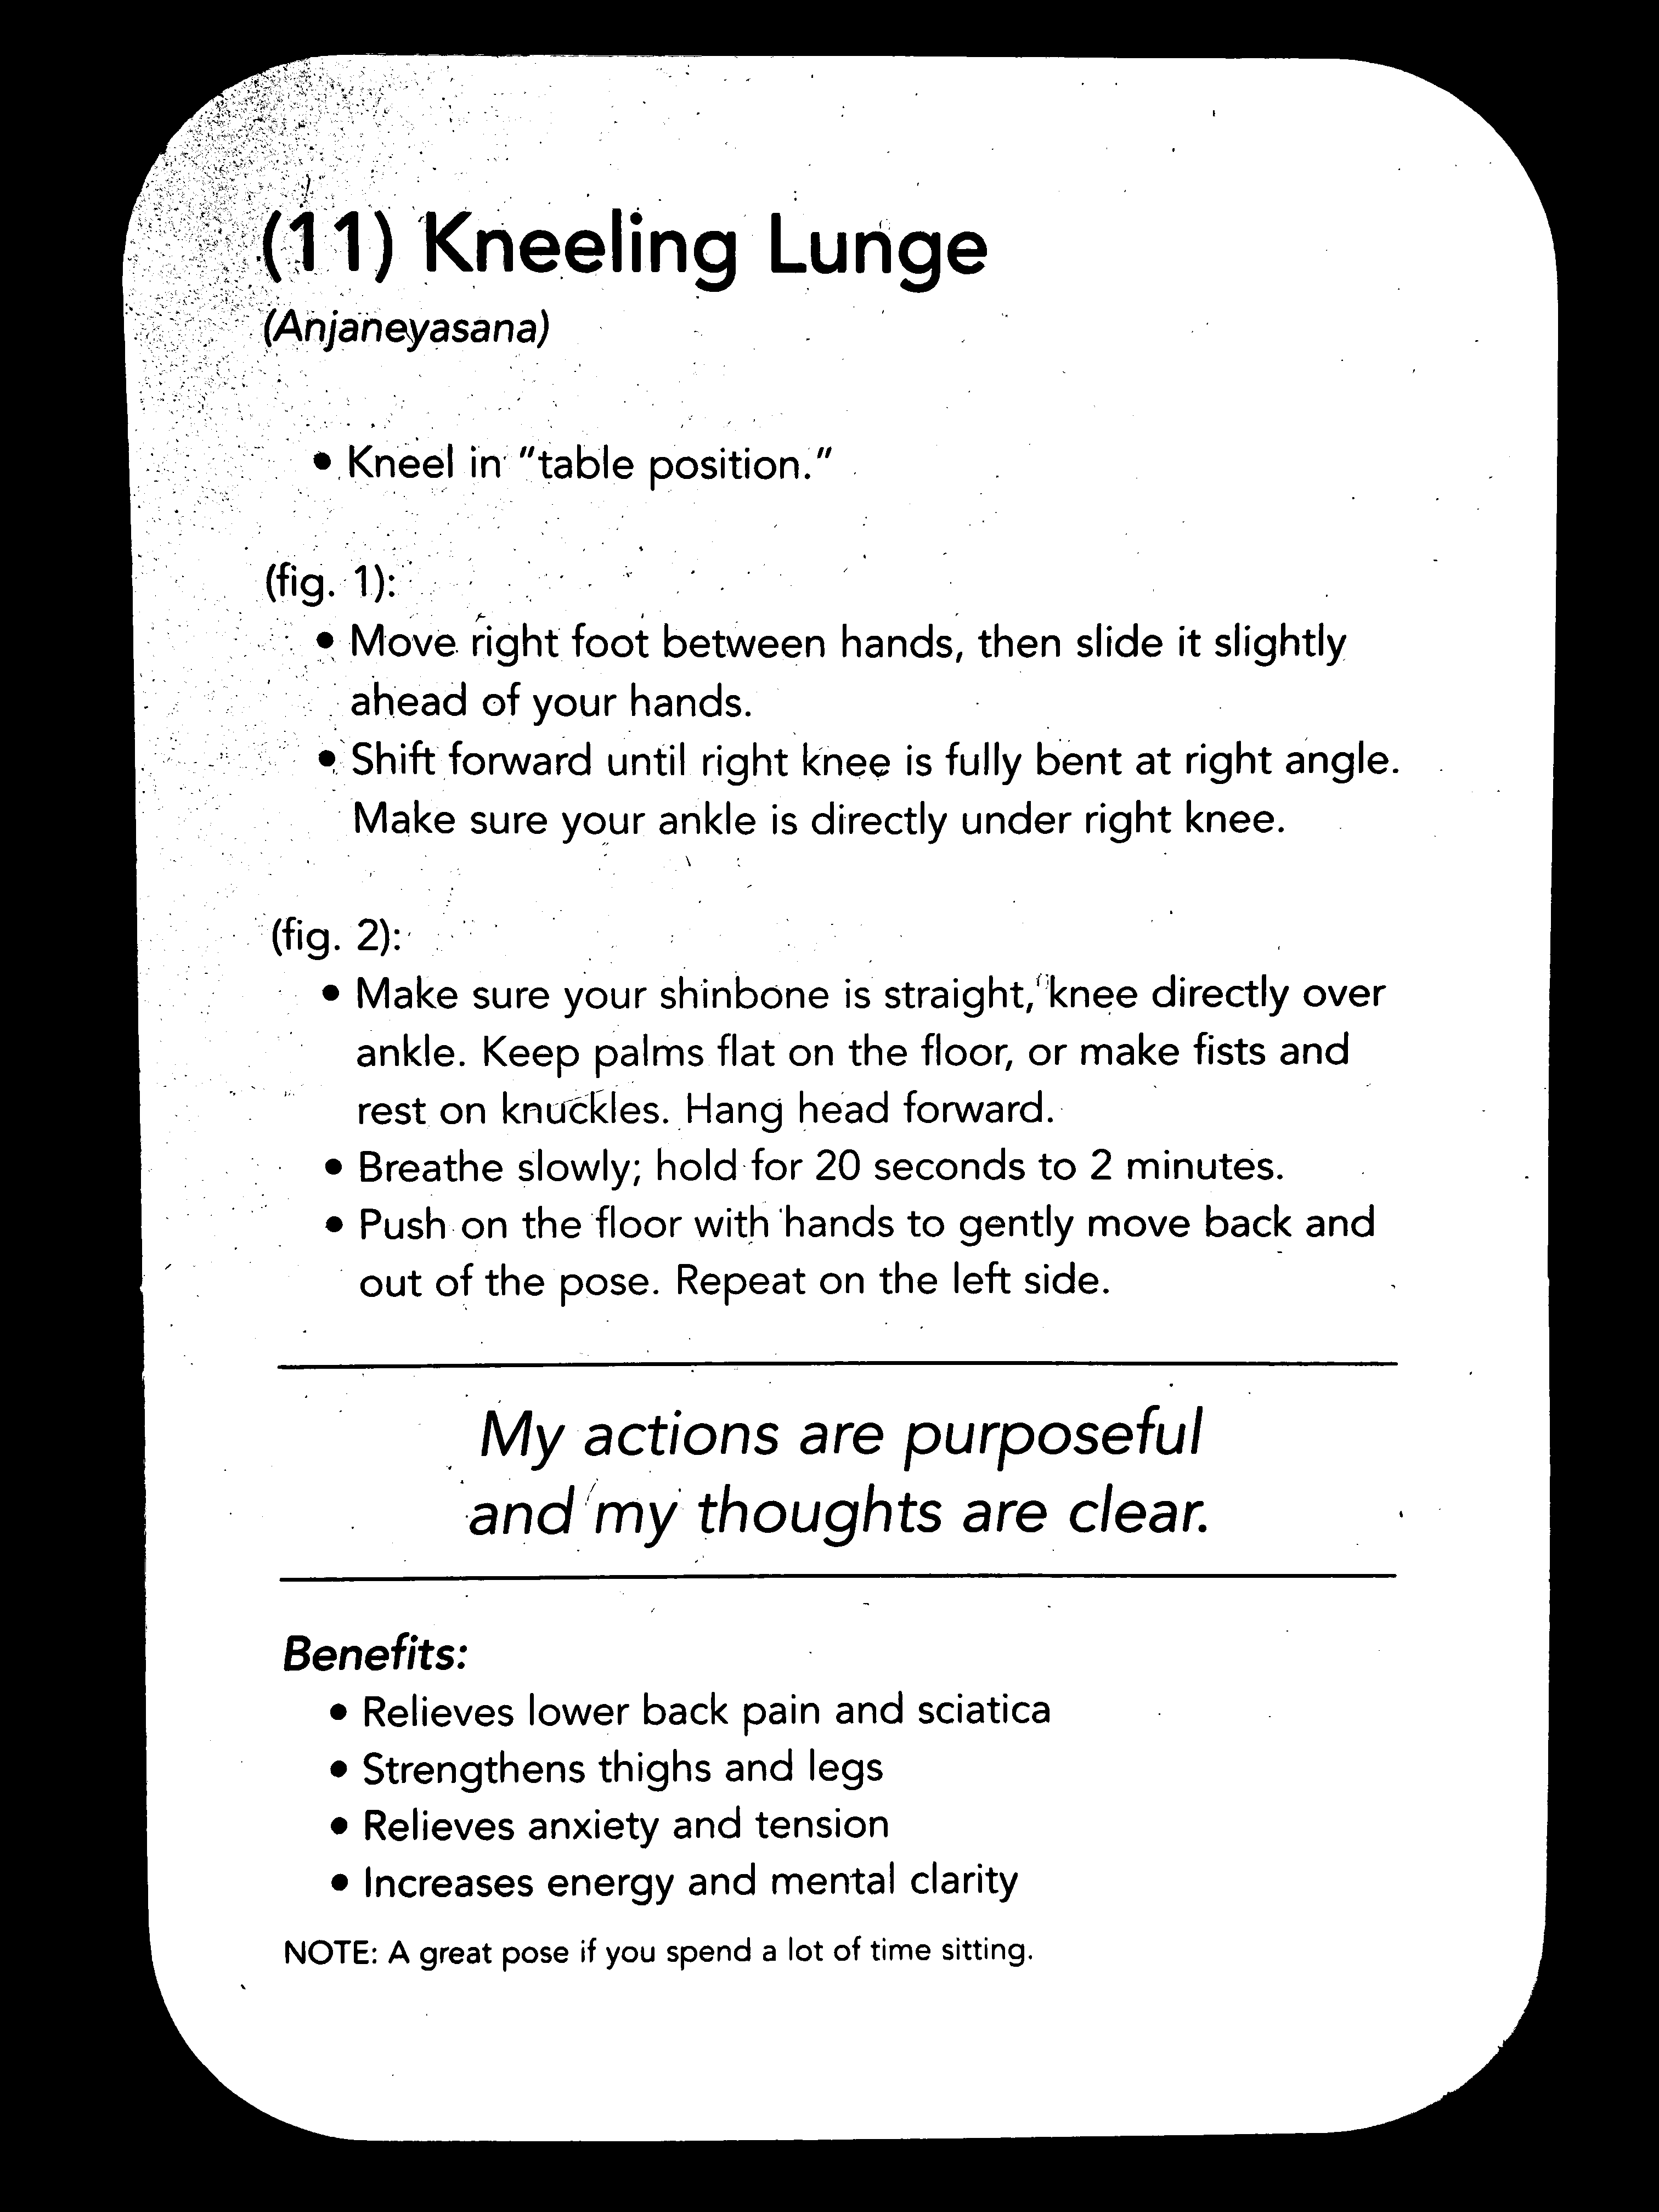 (11) Kneeling Lunge
(Anjaneyasana)
• Kneel in "table position."
(fig. 1):
• Move right foot between hands, then slide it slightly
ahead of your hands.
• Shift forward until right knee is fully bent at right angle.
Make sure your ankle is directly under right knee.
(fig. 2):
• Make sure your shinbone is straight, knee directly over
ankle. Keep palms flat on the floor, or make fists and
rest on knuckles. Hang head forward.
• Breathe slowly; hold for 20 seconds to 2 minutes.
• Push on the floor with hands to gently move back and
out of the pose. Repeat on the left side.
My actions are purposeful
and my thoughts are clear.
Benefits:
• Relieves lower back pain and sciatica
• Strengthens thighs and legs
• Relieves anxiety and tension
• Increases energy and mental clarity
NOTE: A great pose if you spend a lot of time sitting.